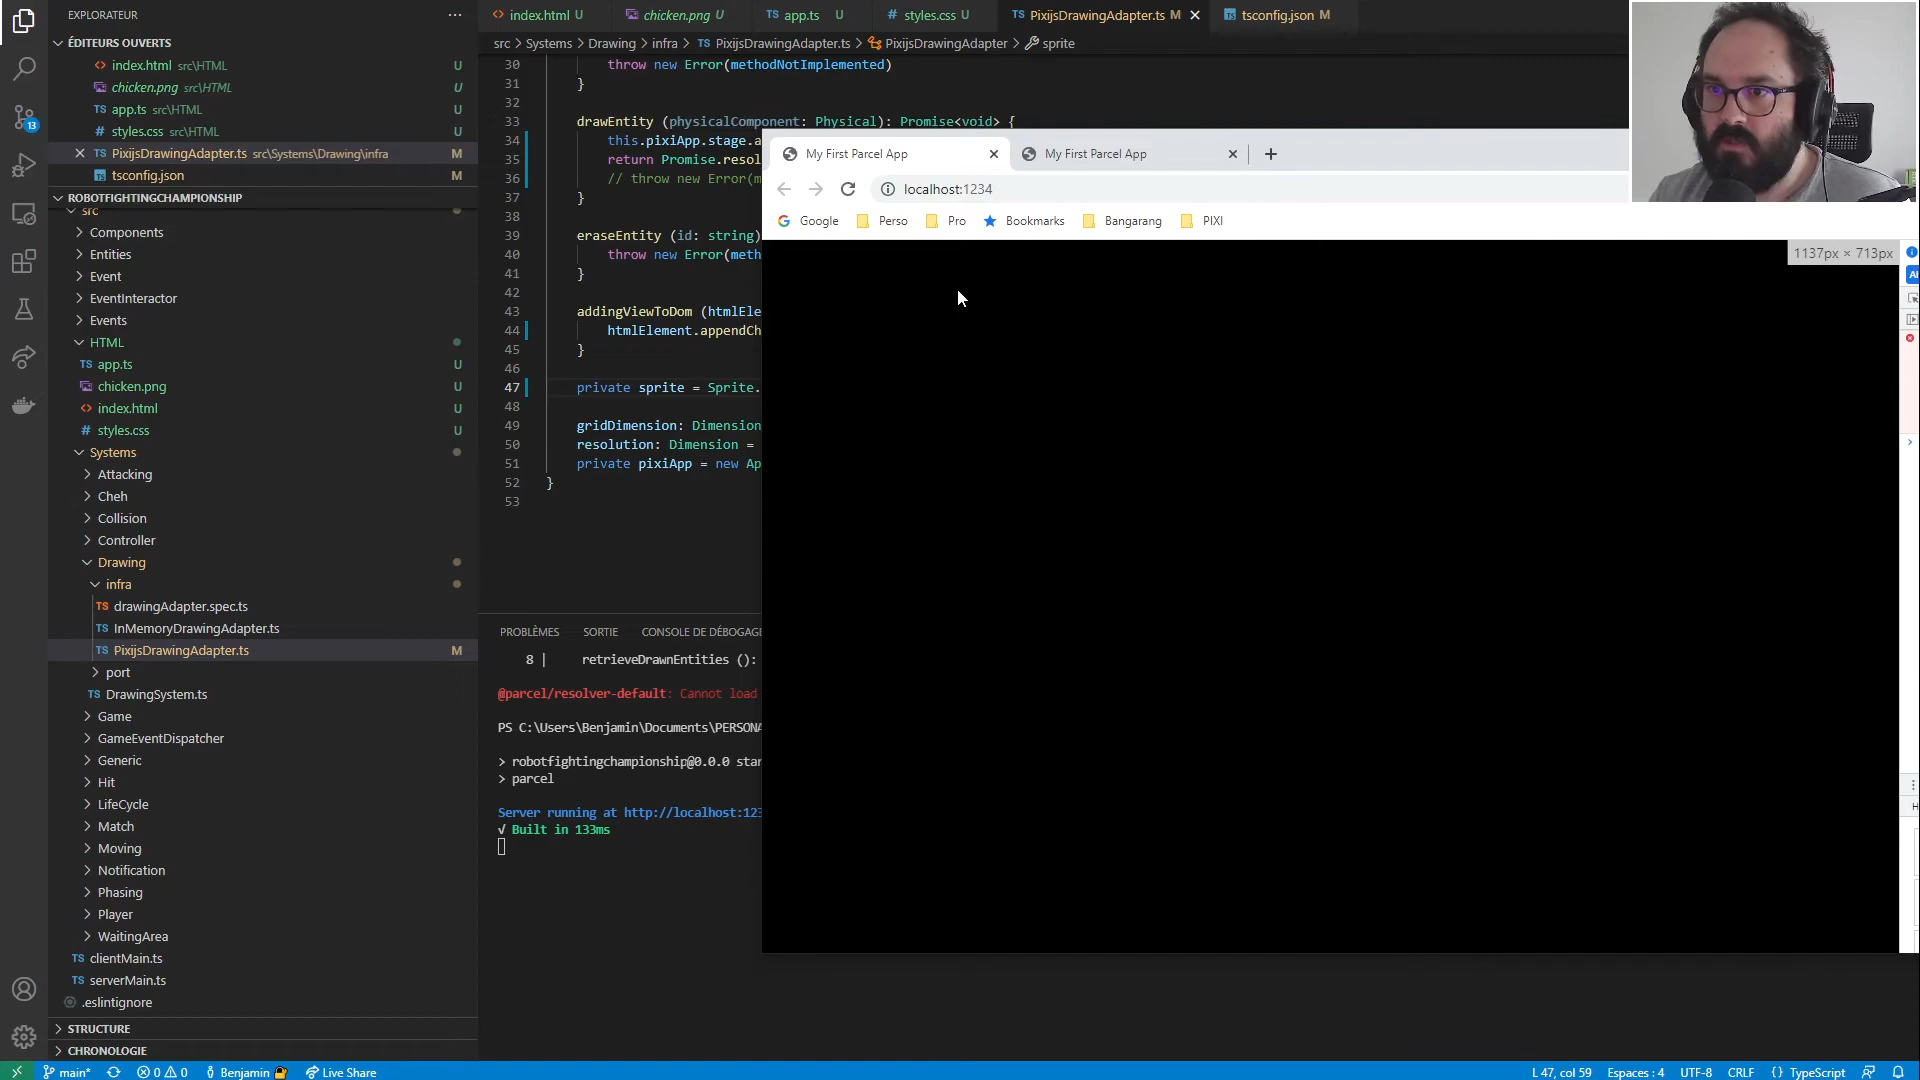 EXPLORATEUR
ÉDITEURS OUVERTS
index.html src\HTML U
chicken.png src\HTML U
app.ts src\HTML U
styles.css src\HTML U
PixijsDrawingAdapter.ts src\Systems\Drawing\infra M
tsconfig.json M
ROBOTFIGHTINGCHAMPIONSHIP
src
Components
Entities
Event
EventInteractor
Events
HTML
app.ts U
chicken.png U
index.html U
styles.css U
Systems
Attacking
Cheh
Collision
Controller
Drawing
infra
drawingAdapter.spec.ts
InMemoryDrawingAdapter.ts
PixijsDrawingAdapter.ts M
port
DrawingSystem.ts
Game
GameEventDispatcher
Generic
Hit
LifeCycle
Match
Moving
Notification
Phasing
Player
WaitingArea
clientMain.ts
serverMain.ts
.eslintignore
STRUCTURE
CHRONOLOGIE
13
index.html U chicken.png U app.ts U styles.css U PixijsDrawingAdapter.ts M tsconfig.json M
src > Systems > Drawing > infra > TS PixijsDrawingAdapter.ts > PixijsDrawingAdapter > sprite
30 throw new Error(methodNotImplemented)
31 }
32
33 drawEntity (physicalComponent: Physical): Promise<void> {
34 this.pixiApp.stage.a
35 return Promise.resol
36 // throw new Error(m
37 }
38
39 eraseEntity (id: string)
40 throw new Error(meth
41 }
42
43 addingViewToDom (htmlEle
44 htmlElement.appendCh
45 }
46
47 private sprite = Sprite.
48
49 gridDimension: Dimension
50 resolution: Dimension =
51 private pixiApp = new Ap
52 }
53
PROBLÈMES SORTIE CONSOLE DE DÉBOGAG
8 | retrieveDrawnEntities ():
@parcel/resolver-default: Cannot load
PS C:\Users\Benjamin\Documents\PERSONA
> robotfightingchampionship@0.0.0 star
> parcel
Server running at http://localhost:123
√ Built in 133ms
My First Parcel App
My First Parcel App
localhost:1234
Google Perso Pro Bookmarks Bangarang PIXI
1137px × 713px
main* 0 0 Benjamin Live Share
L 47, col 59 Espaces : 4 UTF-8 CRLF {} TypeScript